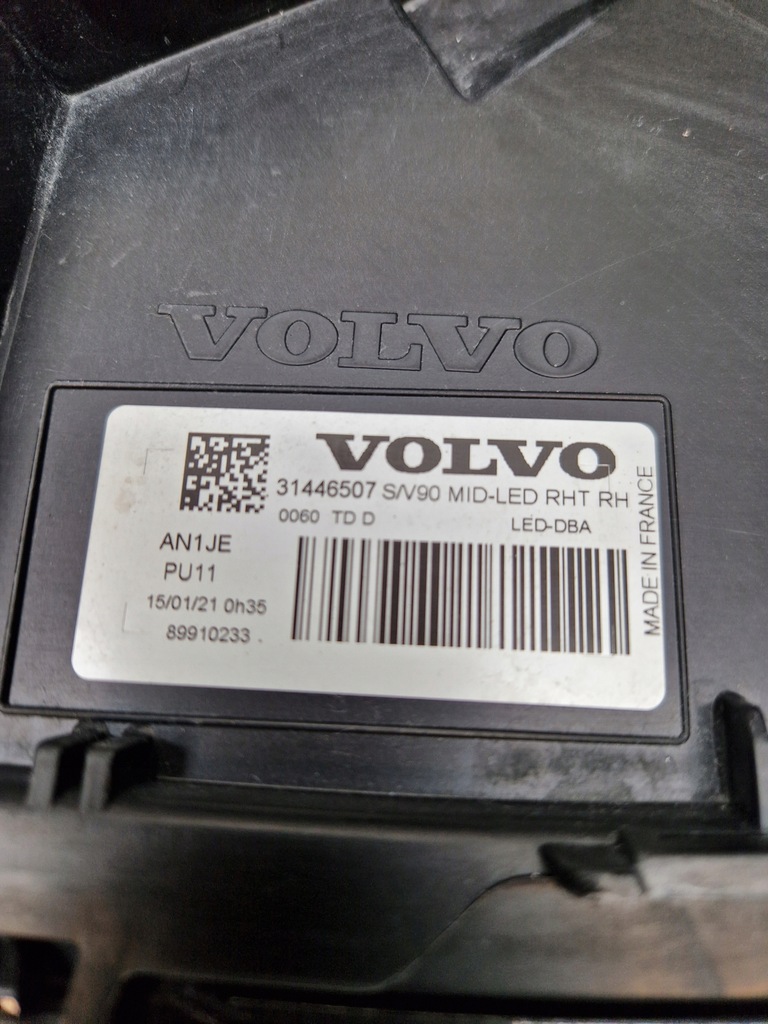 VOLVO
VOLVO
31446507 S/V90 MID-LED RHT RH
0060 TD D LED-DBA
AN1JE
PU11
15/01/21 0h35
89910233
MADE IN FRANCE